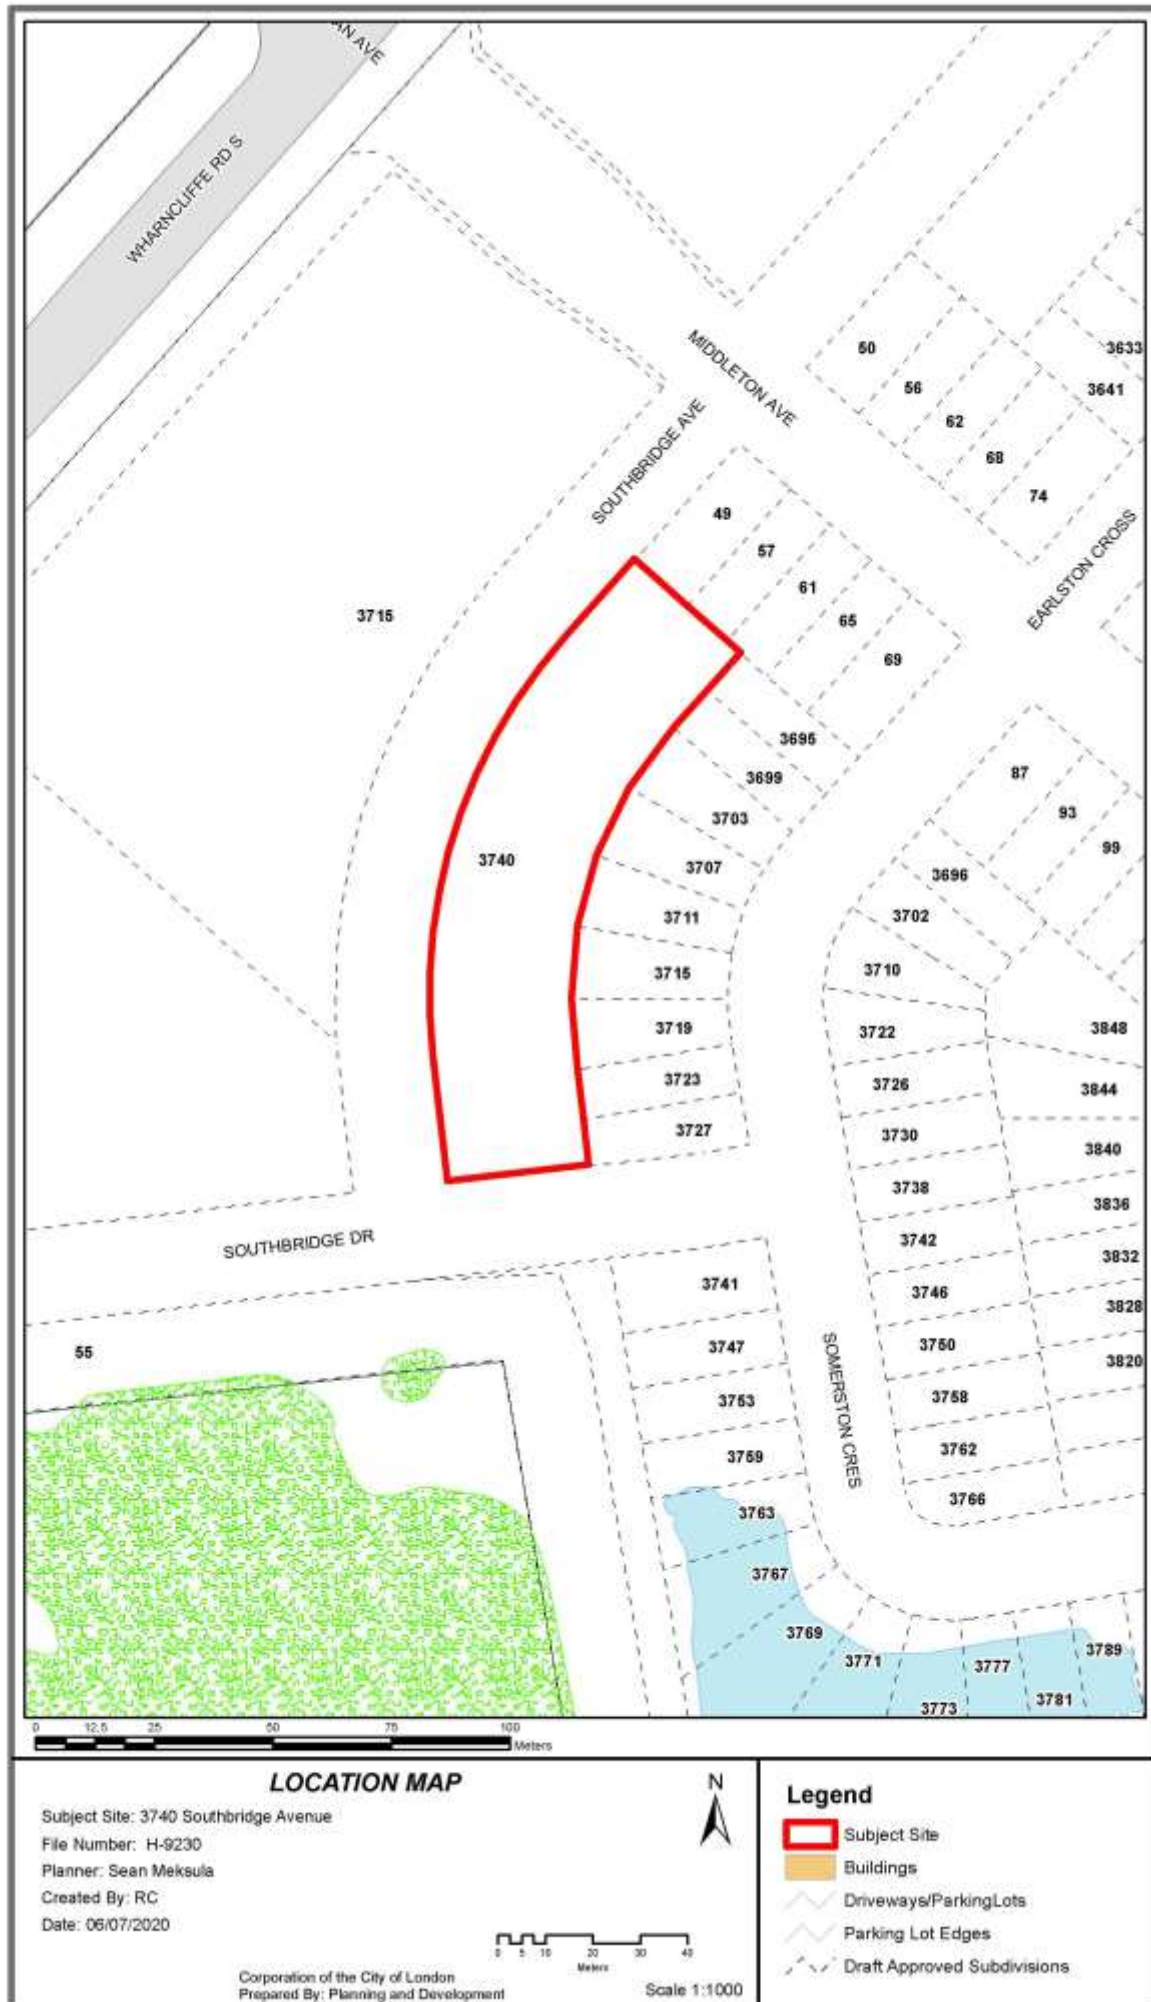 AN AVE
WHARNCLIFFE RD S
MIDDLETON AVE
SOUTHBRIDGE AVE
EARLSTON CROSS
50
56
62
68
74
3633
3641
49
57
61
65
69
3715
3740
3695
3699
3703
3707
3711
3715
3719
3723
3727
87
93
99
3696
3702
3710
3722
3726
3730
3738
3742
3746
3750
3758
3762
3766
3848
3844
3840
3836
3832
3828
3820
SOUTHBRIDGE DR
55
3741
3747
3753
3759
3763
3767
3769
3771
3773
3777
3781
3789
SOMERSTON CRES
0 12.5 25 50 75 100
Meters
LOCATION MAP
Subject Site: 3740 Southbridge Avenue
File Number: H-9230
Planner: Sean Meksula
Created By: RC
Date: 06/07/2020
N
0 5 10 20 30 40
Meters
Corporation of the City of London
Prepared By: Planning and Development
Scale 1:1000
Legend
Subject Site
Buildings
Driveways/ParkingLots
Parking Lot Edges
Draft Approved Subdivisions